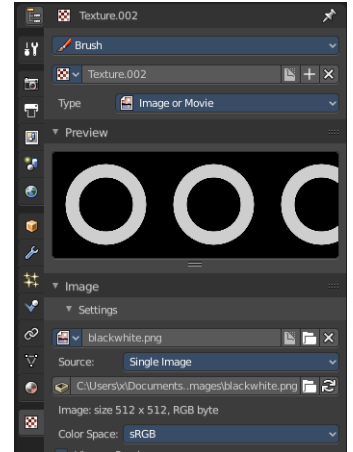 Texture.002
Brush
Texture.002
Type Image or Movie
Preview
Image
Settings
blackwhite.png
Source: Single Image
C:\Users\x\Documents..mages\blackwhite.png
Image: size 512 x 512, RGB byte
Color Space: sRGB